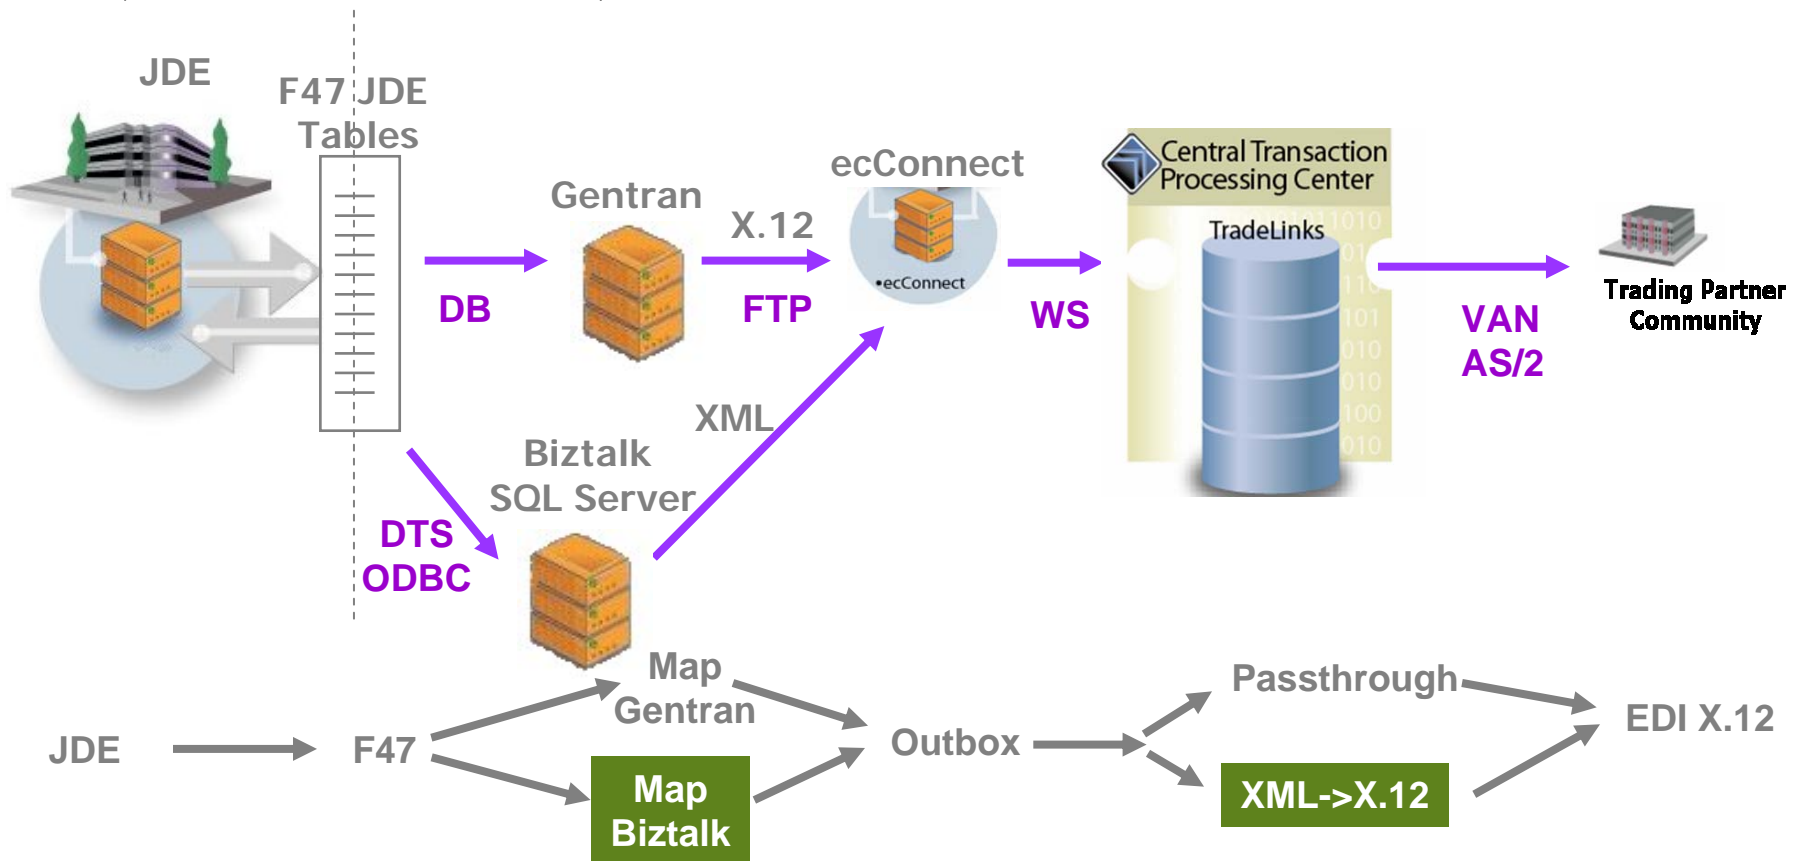 JDE
F47 JDE
Tables
Gentran
X.12
ecConnect
•ecConnect
Central Transaction
Processing Center
TradeLinks
Trading Partner
Community
DB
FTP
WS
VAN
AS/2
XML
Biztalk
SQL Server
DTS
ODBC
Map
Gentran
Passthrough
JDE
F47
Outbox
EDI X.12
Map
Biztalk
XML->X.12